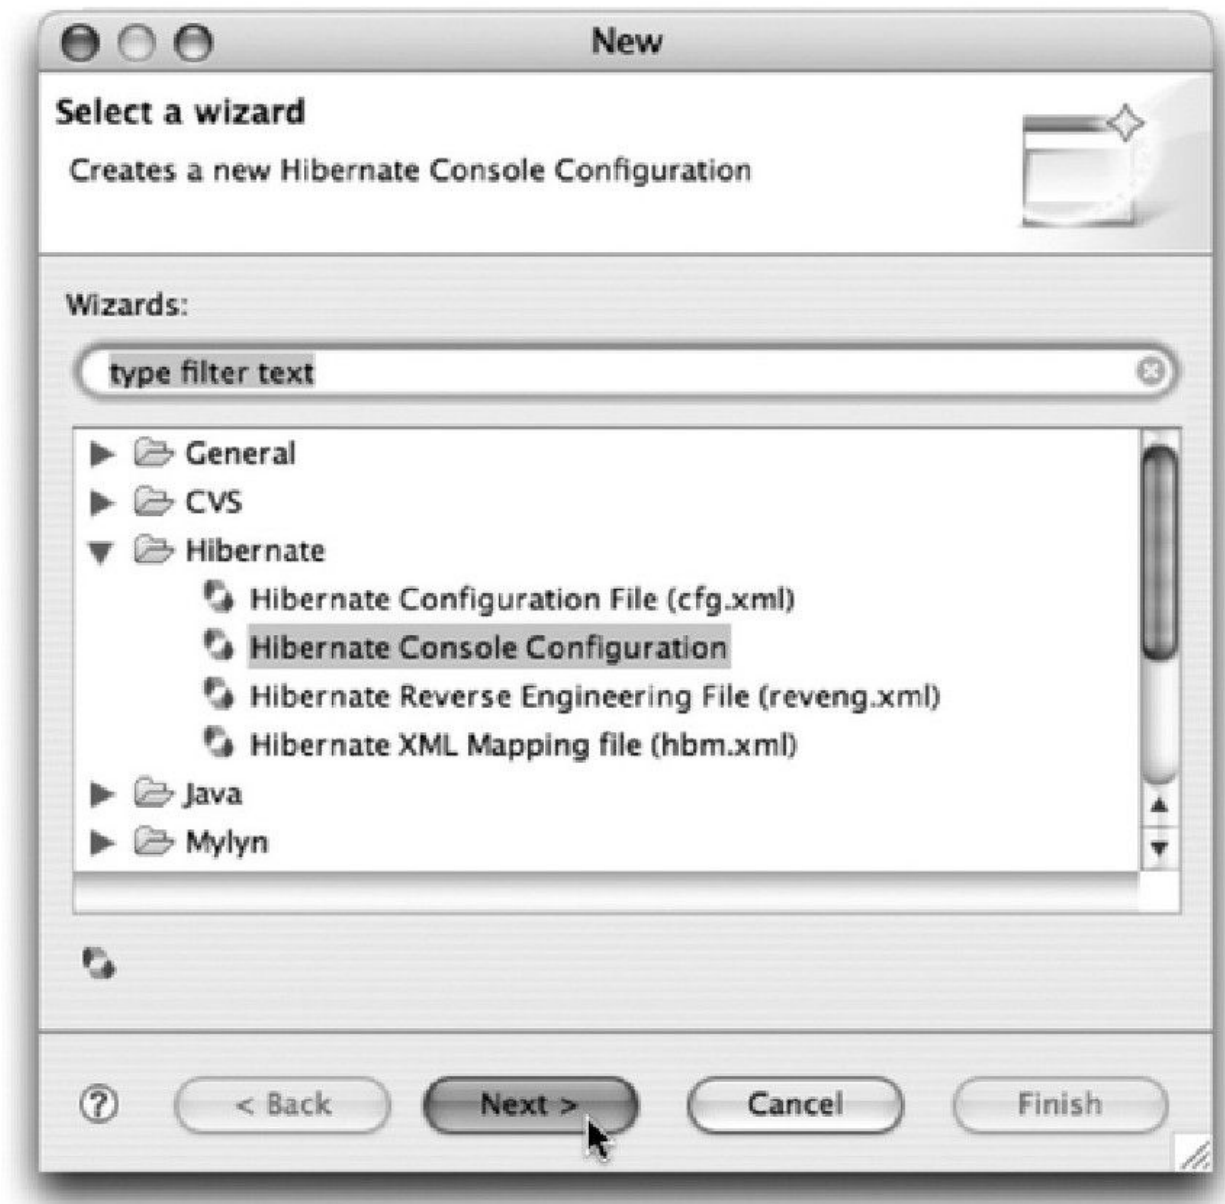 New
Select a wizard
Creates a new Hibernate Console Configuration
Wizards:
type filter text
General
CVS
Hibernate
Hibernate Configuration File (cfg.xml)
Hibernate Console Configuration
Hibernate Reverse Engineering File (reveng.xml)
Hibernate XML Mapping file (hbm.xml)
Java
Mylyn
? < Back Next > Cancel Finish